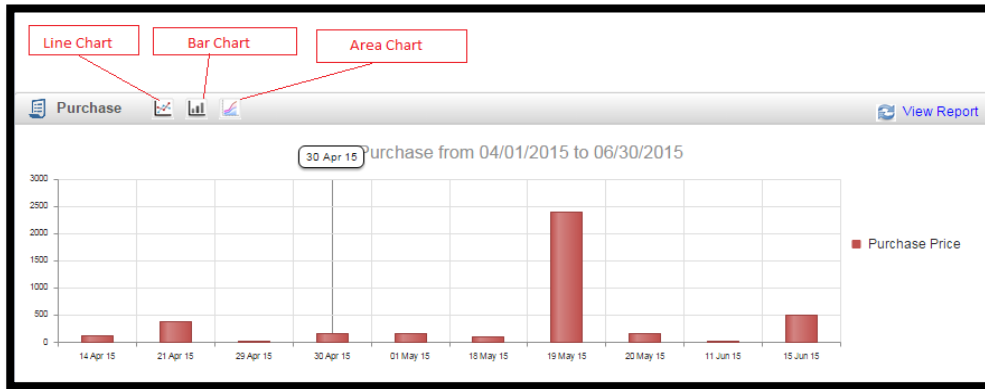 Line Chart
Bar Chart
Area Chart
Purchase
View Report
30 Apr 15
Purchase from 04/01/2015 to 06/30/2015
3000
2500
2000
1500
1000
500
0
14 Apr 15
21 Apr 15
29 Apr 15
30 Apr 15
01 May 15
18 May 15
19 May 15
20 May 15
11 Jun 15
15 Jun 15
Purchase Price